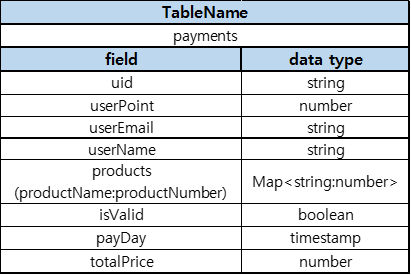 TableName
payments
field data type
uid string
userPoint number
userEmail string
userName string
products
(productName:productNumber) Map<string:number>
isValid boolean
payDay timestamp
totalPrice number